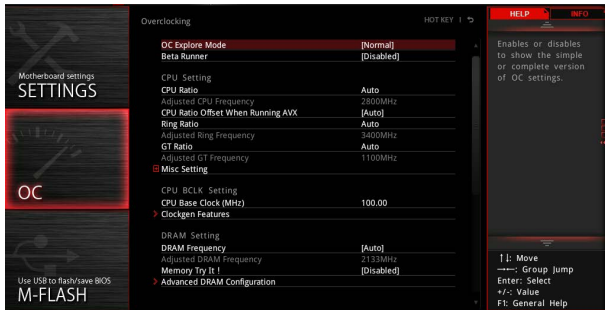 Motherboard settings
SETTINGS
OC
Use USB to flash/save BIOS
M-FLASH
Overclocking
HOT KEY
OC Explore Mode [Normal]
Beta Runner [Disabled]
CPU Setting
CPU Ratio Auto
Adjusted CPU Frequency 2800MHz
CPU Ratio Offset When Running AVX [Auto]
Ring Ratio Auto
Adjusted Ring Frequency 3400MHz
GT Ratio Auto
Adjusted GT Frequency 1100MHz
Misc Setting
CPU BCLK Setting
CPU Base Clock (MHz) 100.00
Clockgen Features
DRAM Setting
DRAM Frequency [Auto]
Adjusted DRAM Frequency 2133MHz
Memory Try It ! [Disabled]
Advanced DRAM Configuration
HELP
INFO
Enables or disables
to show the simple
or complete version
of OC settings.
↑↓: Move
→←: Group Jump
Enter: Select
+/-: Value
F1: General Help